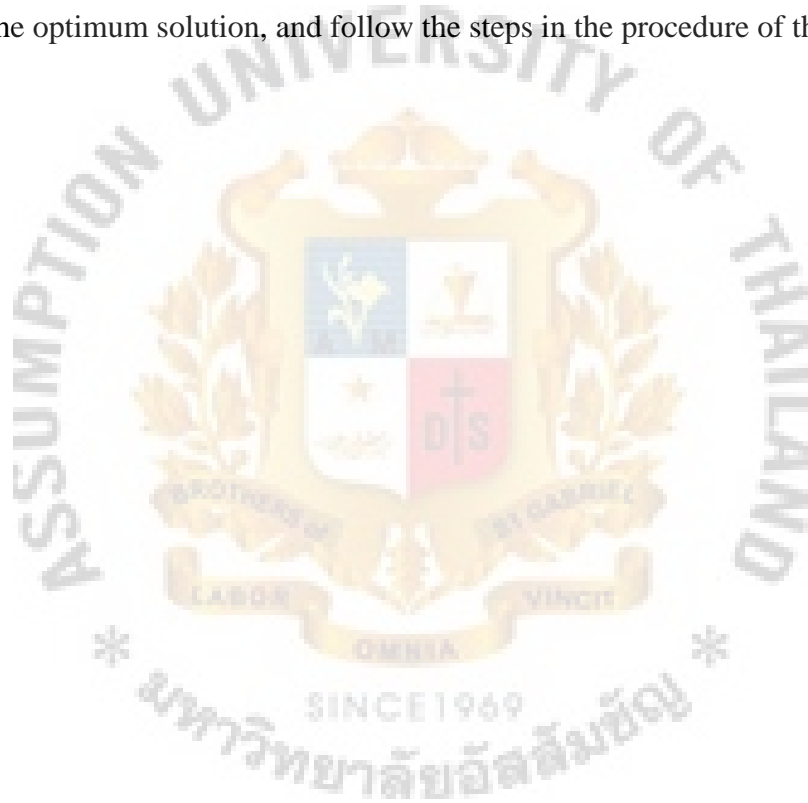 ne optimum solution, and follow the steps in the procedure of th
UNIVERSITY OF
ASSUMPTION
THAILAND
A M
D S
BROTHERS of
ST GABRIEL
LABOR
VINCIT
OMNIA
SINCE1969
* มหาวิทยาลัยอัสสัมชัญ *